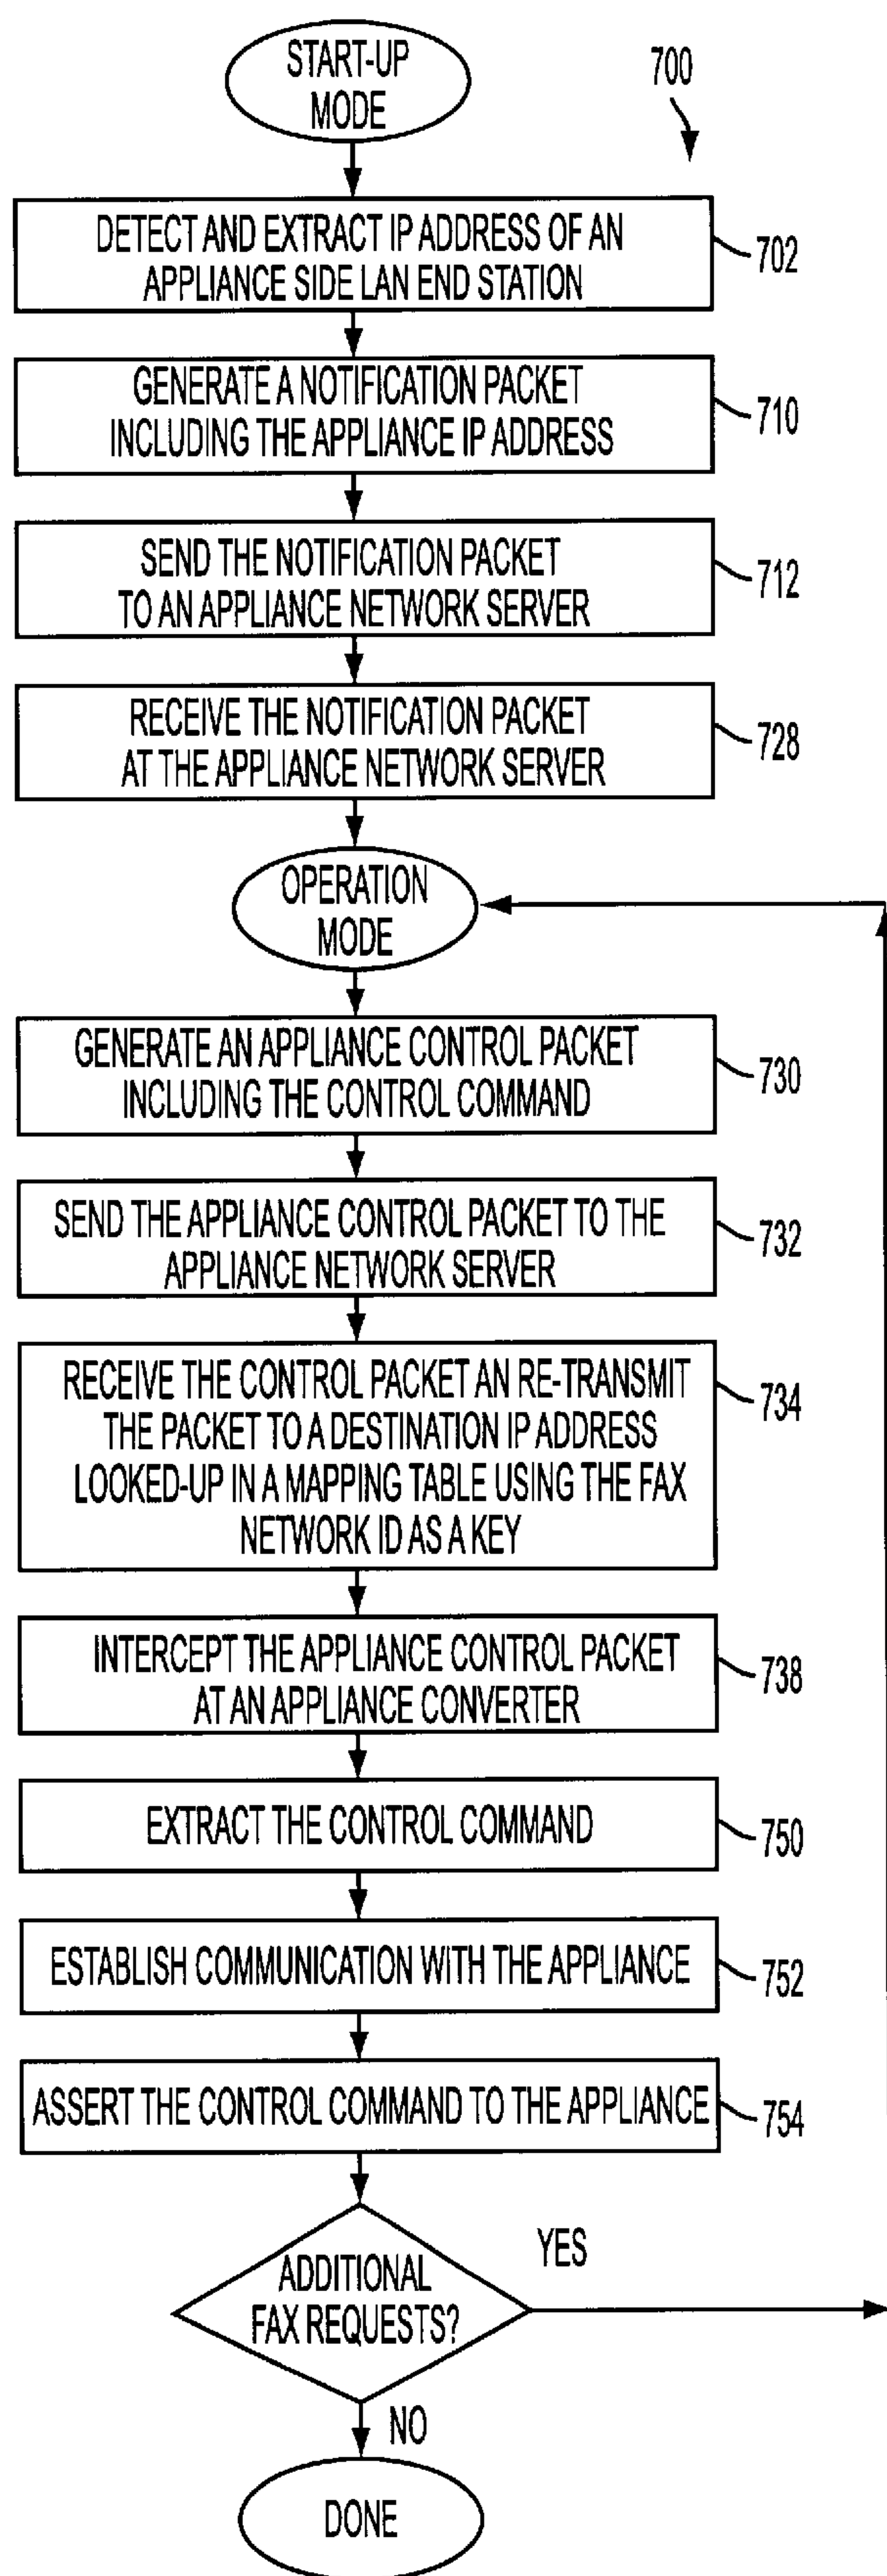 START-UP
MODE
700
DETECT AND EXTRACT IP ADDRESS OF AN
APPLIANCE SIDE LAN END STATION
702
GENERATE A NOTIFICATION PACKET
INCLUDING THE APPLIANCE IP ADDRESS
710
SEND THE NOTIFICATION PACKET
TO AN APPLIANCE NETWORK SERVER
712
RECEIVE THE NOTIFICATION PACKET
AT THE APPLIANCE NETWORK SERVER
728
OPERATION
MODE
GENERATE AN APPLIANCE CONTROL PACKET
INCLUDING THE CONTROL COMMAND
730
SEND THE APPLIANCE CONTROL PACKET TO THE
APPLIANCE NETWORK SERVER
732
RECEIVE THE CONTROL PACKET AN RE-TRANSMIT
THE PACKET TO A DESTINATION IP ADDRESS
LOOKED-UP IN A MAPPING TABLE USING THE FAX
NETWORK ID AS A KEY
734
INTERCEPT THE APPLIANCE CONTROL PACKET
AT AN APPLIANCE CONVERTER
738
EXTRACT THE CONTROL COMMAND
750
ESTABLISH COMMUNICATION WITH THE APPLIANCE
752
ASSERT THE CONTROL COMMAND TO THE APPLIANCE
754
ADDITIONAL
FAX REQUESTS?
YES
NO
DONE